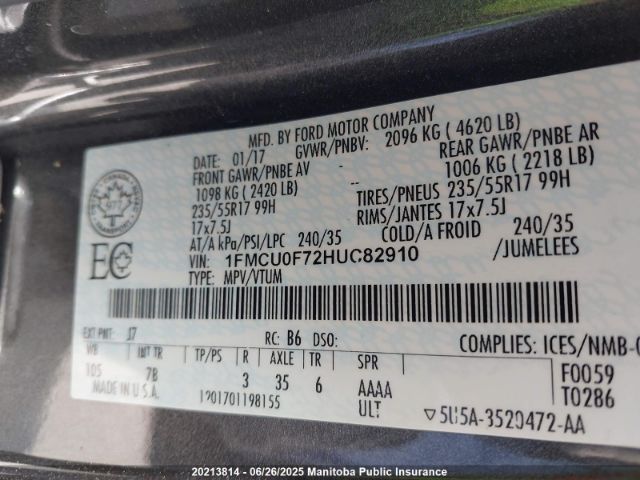 MFD. BY FORD MOTOR COMPANY
DATE: 01/17 GVWR/PNBV: 2096 KG ( 4620 LB)
FRONT GAWR/PNBE AV - REAR GAWR/PNBE AR
1098 KG ( 2420 LB) - 1006 KG ( 2218 LB)
235/55R17 99H TIRES/PNEUS 235/55R17 99H
17x7.5J RIMS/JANTES 17x7.5J
AT/A kPa/PSI/LPC 240/35 COLD/A FROID 240/35
VIN: 1FMCU0F72HUC82910 /JUMELEES
TYPE: MPV/VTUM
EC
EXT PNT: J7 RC: B6 DSO: COMPLIES: ICES/NMB-0
WB INT TR TP/PS R AXLE TR SPR F0059
105 7B 3 35 6 AAAA T0286
MADE IN U.S.A. 1201701198155 ULT ▽5U5A-3520472-AA
20213814 - 06/26/2025 Manitoba Public Insurance